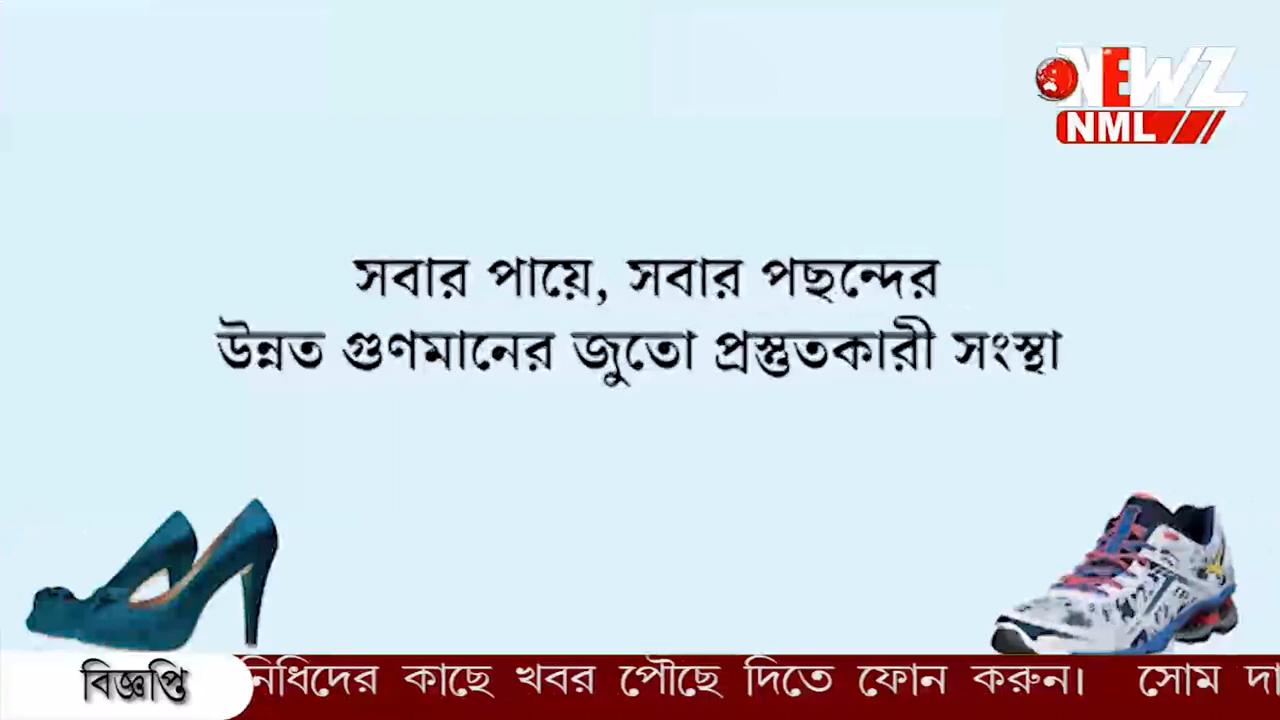 NEWZ
NML
সবার পায়ে, সবার পছন্দের
উন্নত গুণমানের জুতো প্রস্তুতকারী সংস্থা
বিজ্ঞপ্তি
নিধিদের কাছে খবর পৌছে দিতে ফোন করুন। সোম দা